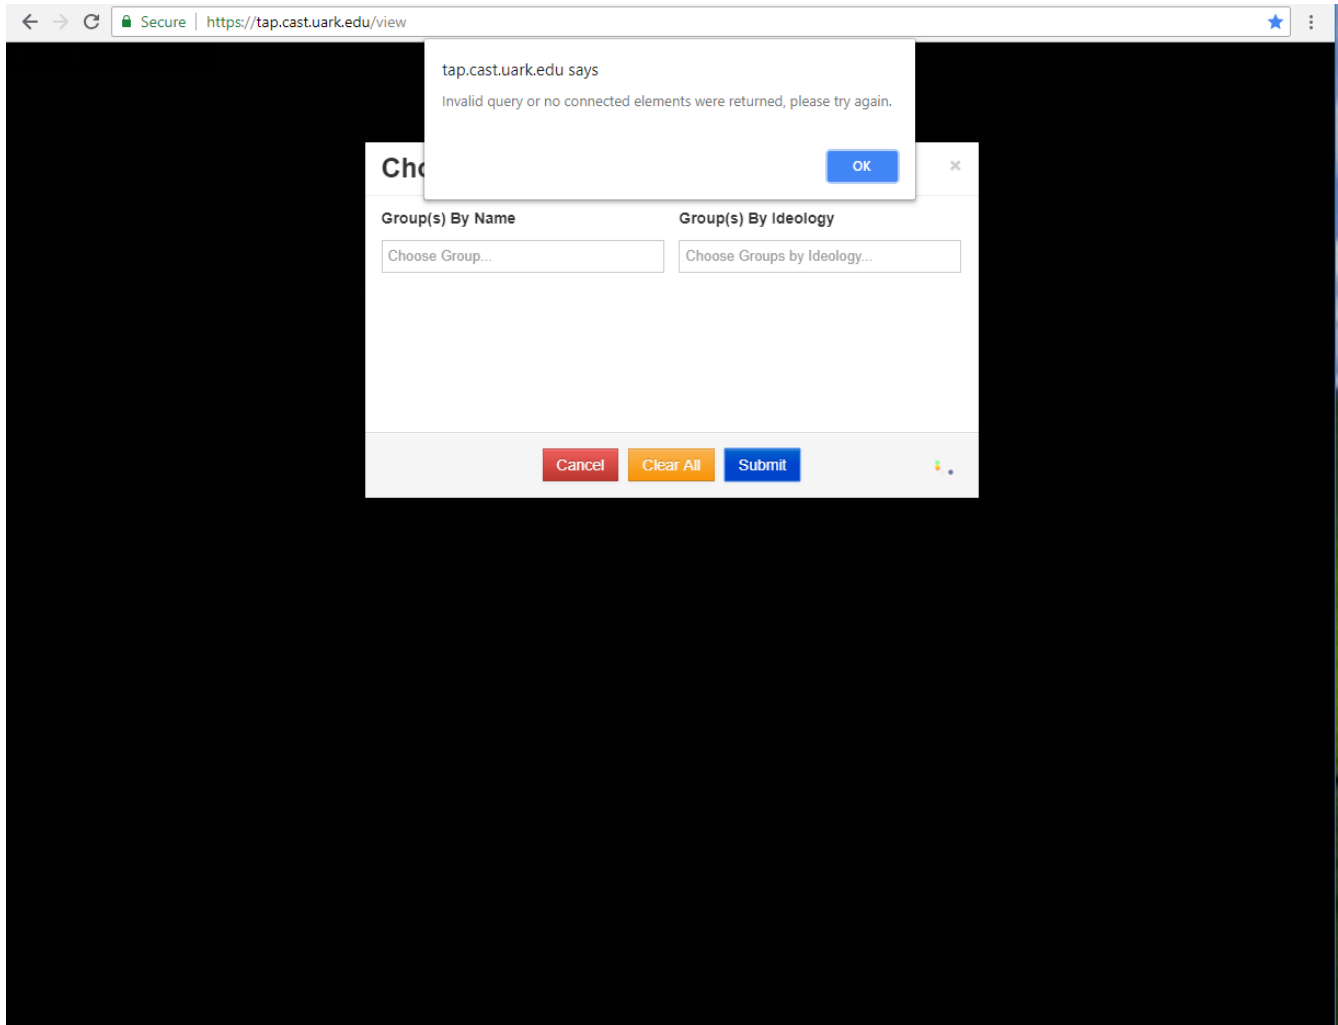 Secure | https://tap.cast.uark.edu/view
tap.cast.uark.edu says
Invalid query or no connected elements were returned, please try again.
OK
Cho
×
Group(s) By Name
Group(s) By Ideology
Choose Group...
Choose Groups by Ideology...
Cancel
Clear All
Submit